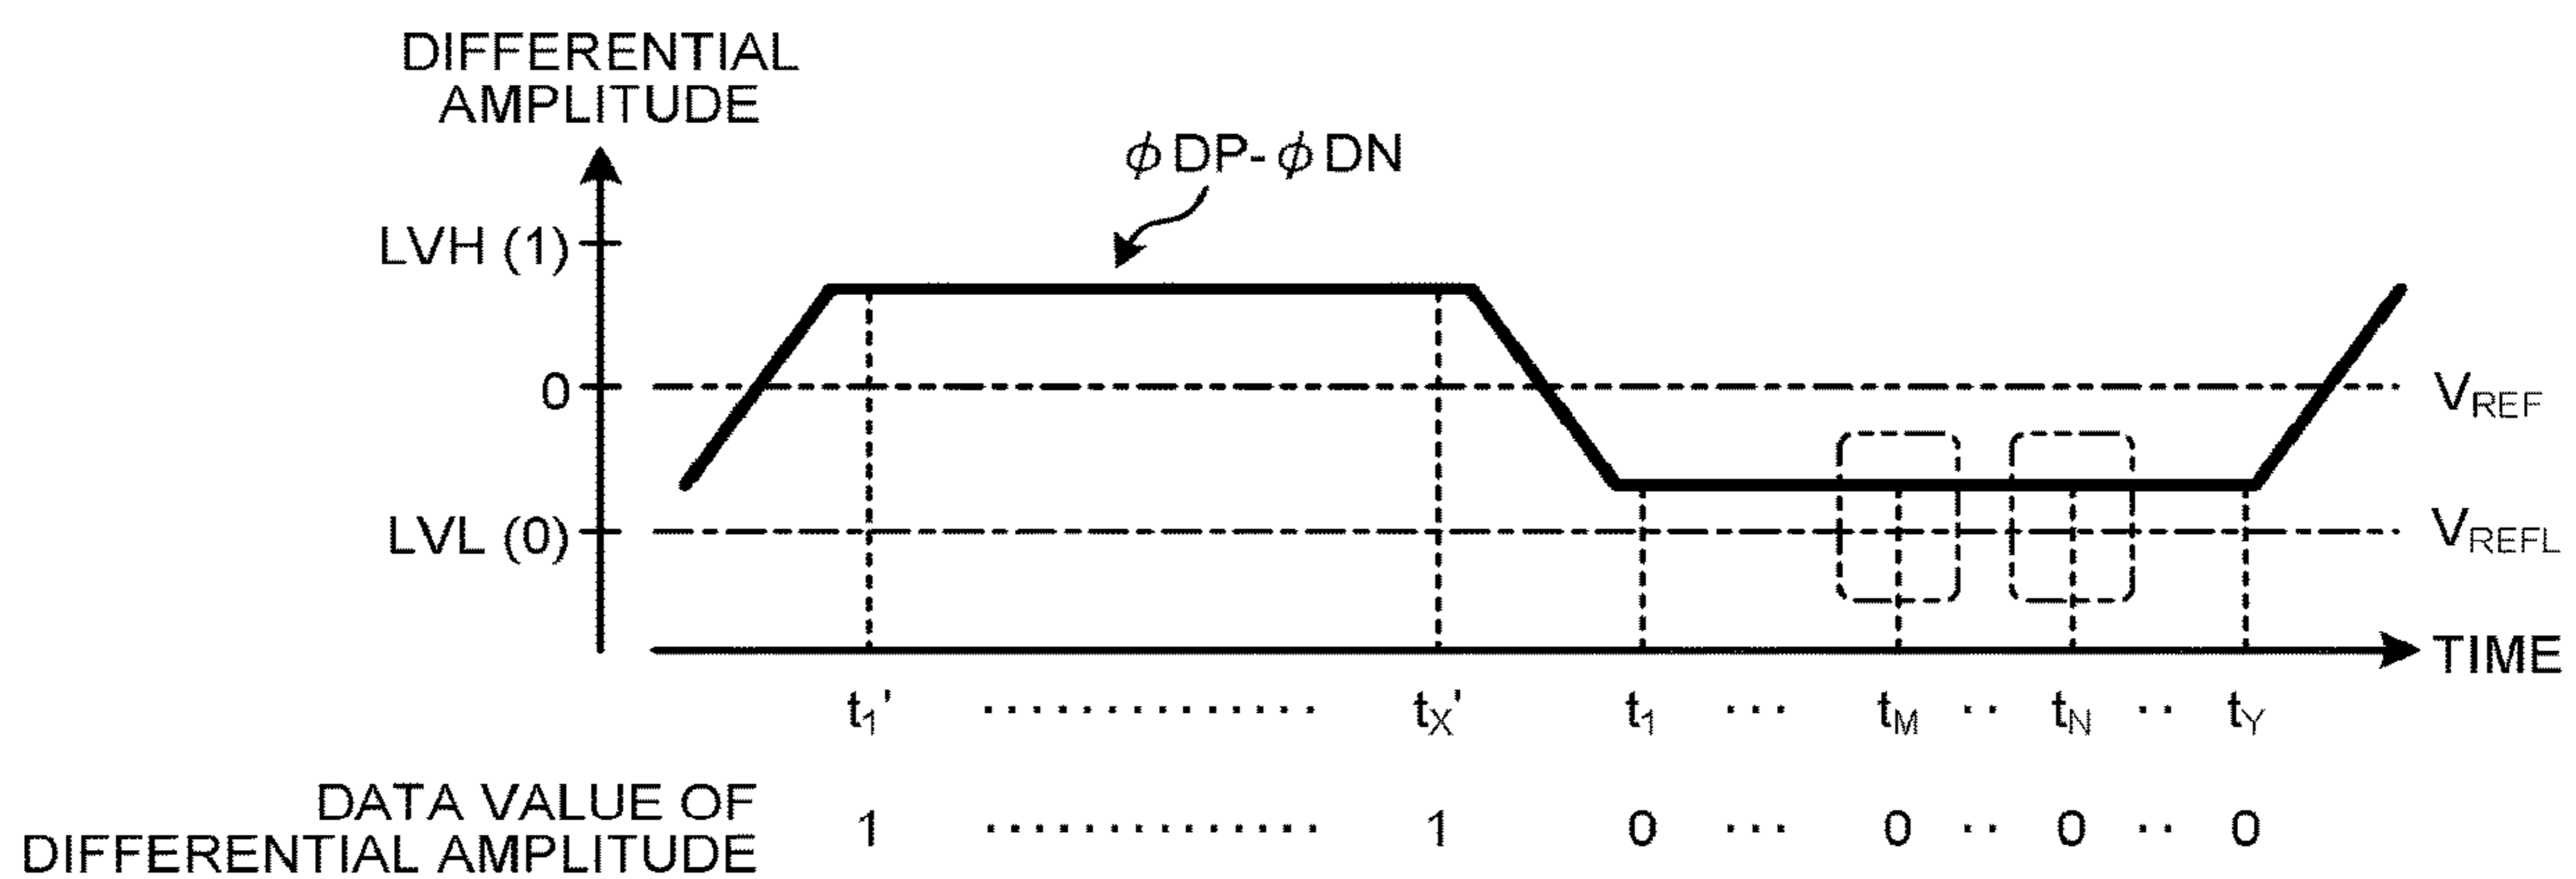 DIFFERENTIAL
AMPLITUDE
ϕDP-ϕDN
LVH (1)
0
VREF
LVL (0)
VREFL
TIME
t1' ·············· tX' t1 ··· tM ·· tN ·· tY
DATA VALUE OF
DIFFERENTIAL AMPLITUDE
1 ·············· 1 0 ··· 0 ·· 0 ·· 0